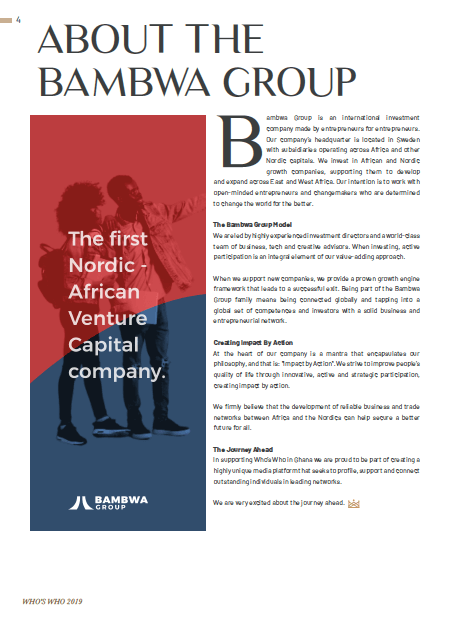 4
ABOUT THE
BAMBWA GROUP
The first
Nordic -
African
Venture
Capital
company.
BAMBWA
GROUP
Bambwa Group is an international investment
company made by entrepreneurs for entrepreneurs.
Our company's headquarter is located in Sweden
with subsidiaries operating across Africa and other
Nordic capitals. We invest in African and Nordic
growth companies, supporting them to develop
and expand across East and West Africa. Our intention is to work with
open-minded entrepreneurs and changemakers who are determined
to change the world for the better.
The Bambwa Group Model
We are led by highly experienced investment directors and a world-class
team of business, tech and creative advisors. When investing, active
participation is an integral element of our value-adding approach.
When we support new companies, we provide a proven growth engine
framework that leads to a successful exit. Being part of the Bambwa
Group family means being connected globally and tapping into a
global set of competences and investors with a solid business and
entrepreneurial network.
Creating Impact By Action
At the heart of our company is a mantra that encapsulates our
philosophy, and that is: "Impact by Action". We strive to improve people's
quality of life through innovative, active and strategic participation,
creating impact by action.
We firmly believe that the development of reliable business and trade
networks between Africa and the Nordics can help secure a better
future for all.
The Journey Ahead
In supporting Who's Who in Ghana we are proud to be part of creating a
highly unique media platform that seeks to profile, support and connect
outstanding individuals in leading networks.
We are very excited about the journey ahead.
WHO'S WHO 2019